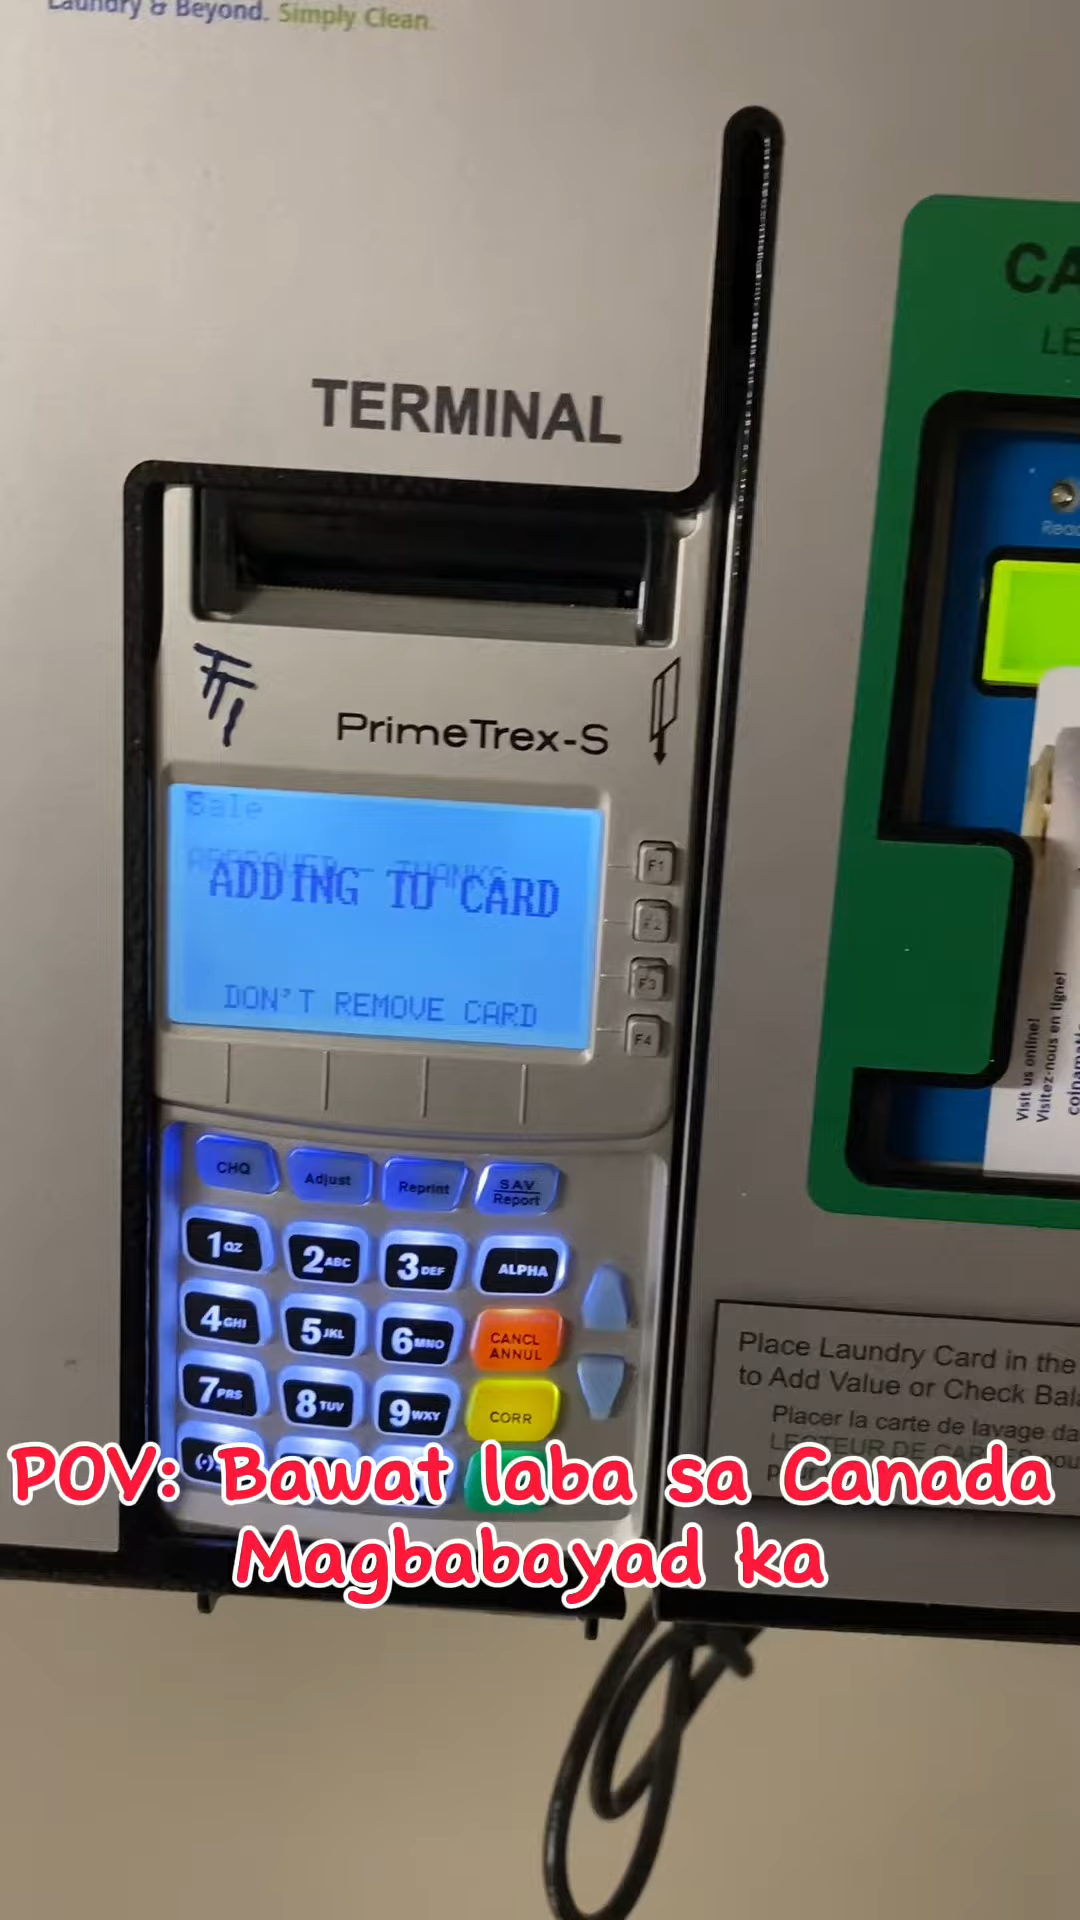 Laundry & Beyond. Simply Clean.
TERMINAL
PrimeTrex-S
Sale
APPROVED - THANKS
ADDING TO CARD
DON'T REMOVE CARD
F1
F2
F3
F4
CHQ Adjust Reprint SAV Report
1 QZ 2 ABC 3 DEF ALPHA
4 GHI 5 JKL 6 MNO CANCL ANNUL
7 PRS 8 TUV 9 WXY CORR
CA
LE
Visit us online!
Visitez-nous en ligne!
Place Laundry Card in the
to Add Value or Check
Placer la carte de lavage
LECTEUR DE CARTES
POV: Bawat laba sa Canada
Magbabayad ka